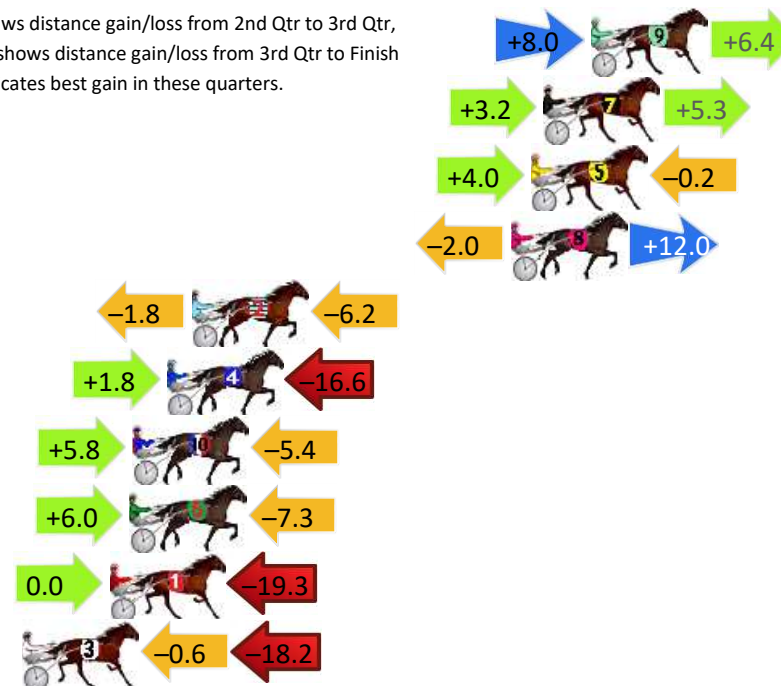 ws distance gain/loss from 2nd Qtr to 3rd Qtr,
shows distance gain/loss from 3rd Qtr to Finish
cates best gain in these quarters.
+8.0 9 +6.4
+3.2 7 +5.3
+4.0 5 –0.2
–2.0 8 +12.0
–1.8 –6.2
+1.8 4 –16.6
+5.8 10 –5.4
+6.0 6 –7.3
0.0 1 –19.3
3 –0.6 –18.2